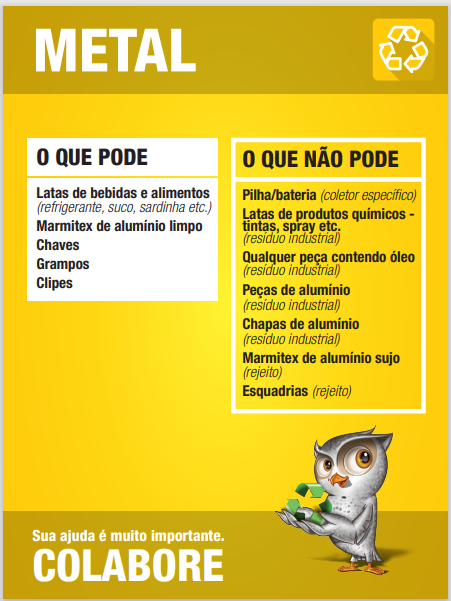 METAL
O QUE PODE
Latas de bebidas e alimentos
(refrigerante, suco, sardinha etc.)
Marmitex de alumínio limpo
Chaves
Grampos
Clipes
O QUE NÃO PODE
Pilha/bateria (coletor específico)
Latas de produtos químicos -
tintas, spray etc.
(resíduo industrial)
Qualquer peça contendo óleo
(resíduo industrial)
Peças de alumínio
(resíduo industrial)
Chapas de alumínio
(resíduo industrial)
Marmitex de alumínio sujo
(rejeito)
Esquadrias (rejeito)
Sua ajuda é muito importante.
COLABORE